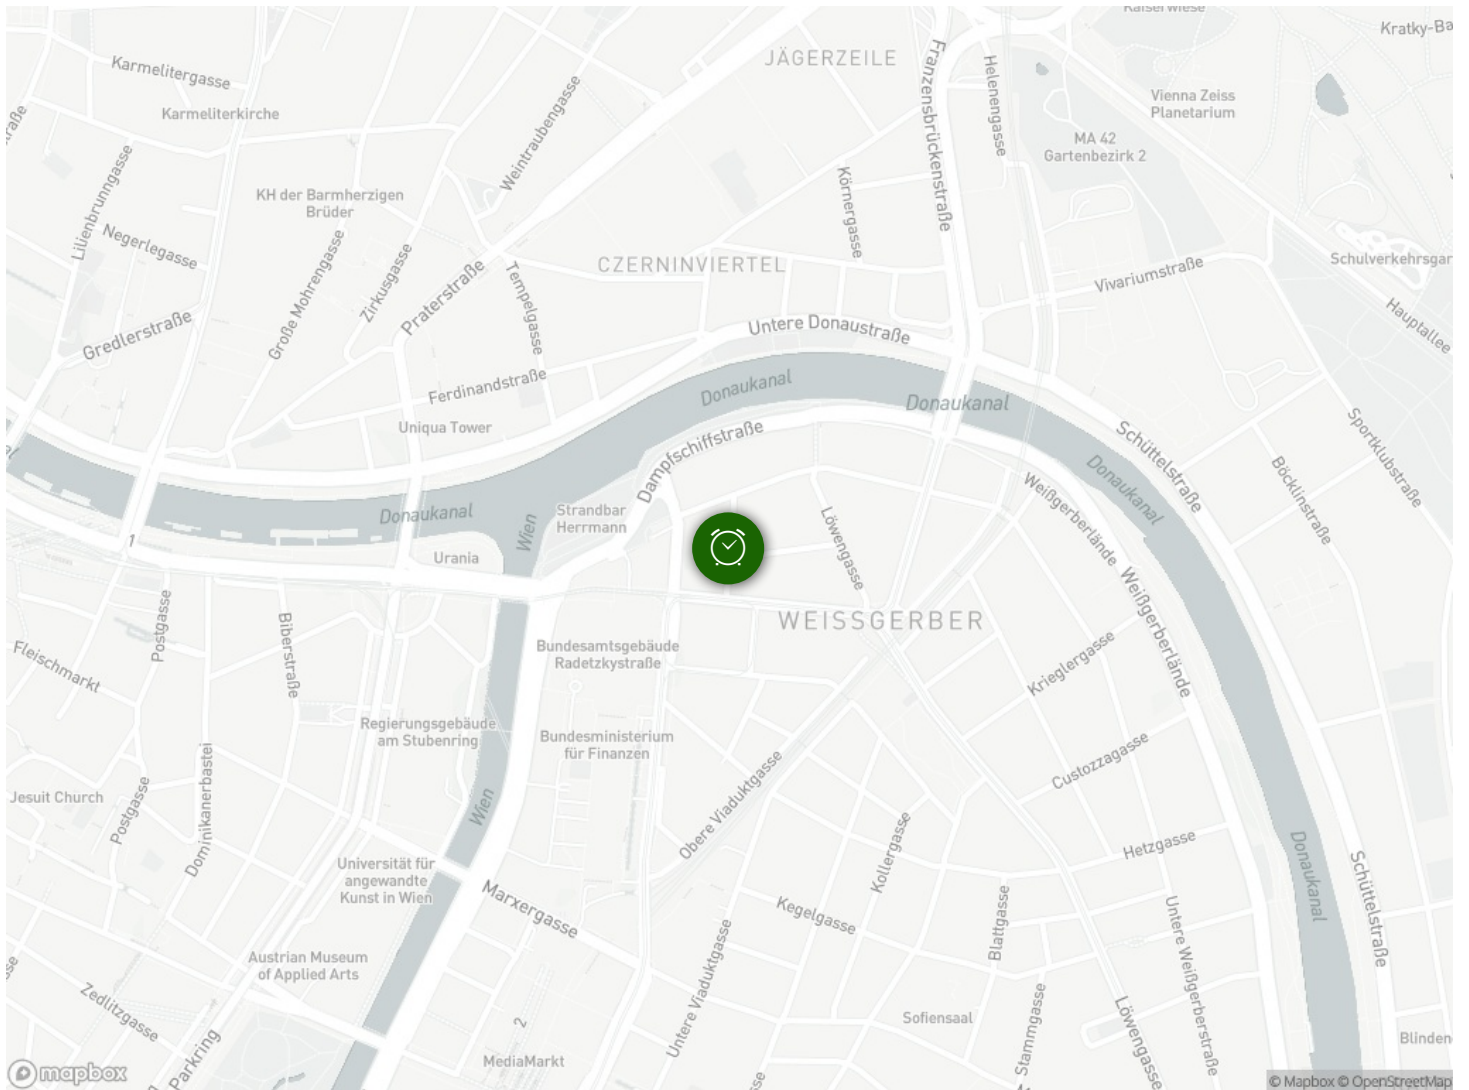 Kaiserwiese
Kratky-Ba
JÄGERZEILE
Franzensbrückenstraße
Helenengasse
Karmelitergasse
Karmeliterkirche
Weintraubengasse
Vienna Zeiss
Planetarium
MA 42
Gartenbezirk 2
raße
Lilienbrunngasse
KH der Barmherzigen
Brüder
Körnergasse
Negerlegasse
Große Mohrengasse
Zirkusgasse
Praterstraße
Tempelgasse
CZERNINVIERTEL
Vivariumstraße
Schulverkehrsgar
Hauptallee
Gredlerstraße
Untere Donaustraße
Ferdinandstraße
Donaukanal
Donaukanal
Uniqua Tower
Dampfschiffstraße
Schüttelstraße
Sportklubstraße
Böcklinstraße
Donaukanal
Weißgerberlände
Donaukanal
Wien
Strandbar
Herrmann
Löwengasse
1
Urania
Weißgerberlände
Postgasse
Biberstraße
Fleischmarkt
WEISSGERBER
Bundesamtsgebäude
Radetzkystraße
Krieglergasse
Regierungsgebäude
am Stubenring
Bundesministerium
für Finanzen
Custozzagasse
Jesuit Church
Postgasse
Dominikanerbastei
Wien
Obere Viaduktgasse
Kollergasse
Hetzgasse
Donaukanal
Schüttelstraße
Universität für
angewandte
Kunst in Wien
Marxergasse
Kegelgasse
Blattgasse
Untere Weißgerberstraße
Untere Viaduktgasse
Austrian Museum
of Applied Arts
Zedlitzgasse
Parkring
2
MediaMarkt
Sofiensaal
Stammgasse
Löwengasse
Blinden
mapbox
© Mapbox © OpenStreetMap